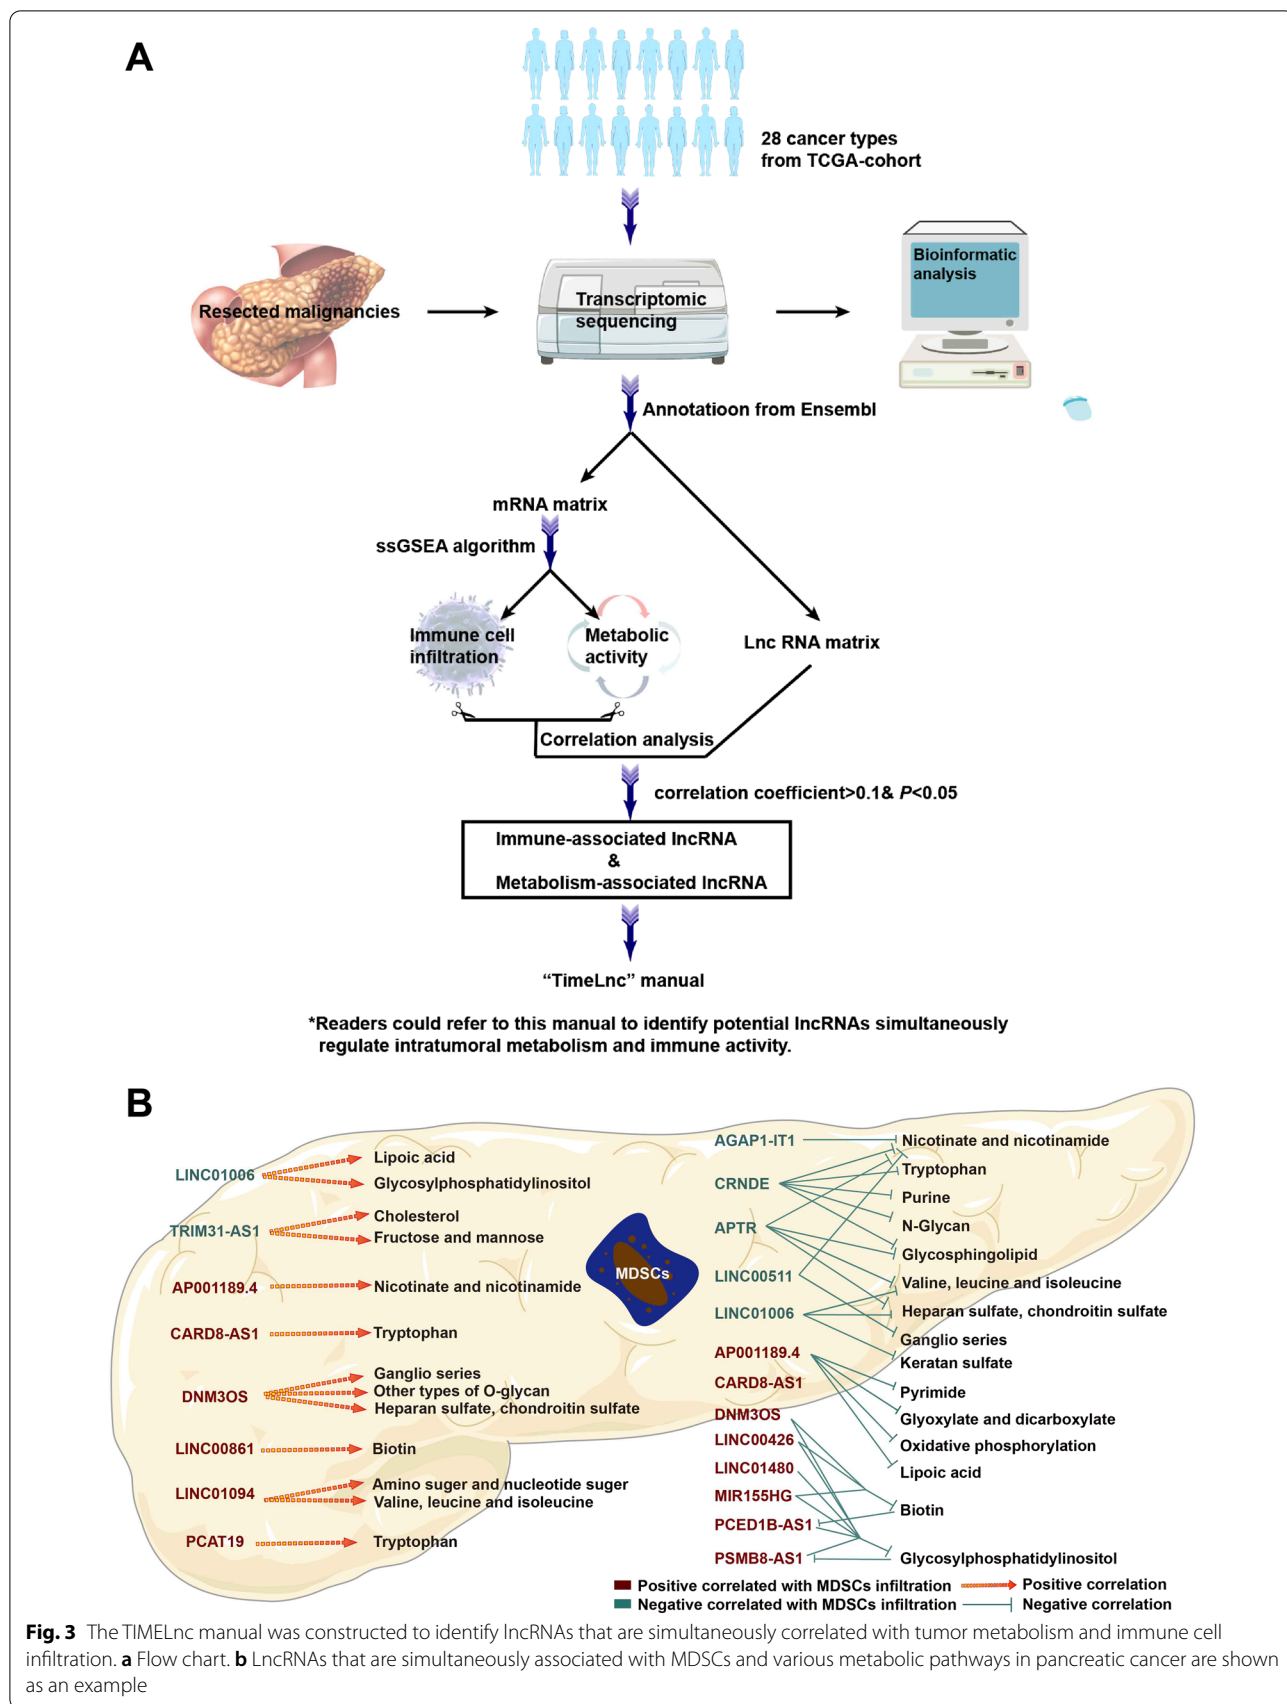 A
28 cancer types
from TCGA-cohort
Resected malignancies
Transcriptomic
sequencing
Bioinformatic
analysis
Annotatioon from Ensembl
mRNA matrix
ssGSEA algorithm
Immune cell
infiltration
Metabolic
activity
Lnc RNA matrix
Correlation analysis
correlation coefficient>0.1& P<0.05
Immune-associated lncRNA
&
Metabolism-associated lncRNA
“TimeLnc” manual
*Readers could refer to this manual to identify potential lncRNAs simultaneously
regulate intratumoral metabolism and immune activity.
B
LINC01006
Lipoic acid
Glycosylphosphatidylinositol
TRIM31-AS1
Cholesterol
Fructose and mannose
AP001189.4
Nicotinate and nicotinamide
CARD8-AS1
Tryptophan
DNM3OS
Ganglio series
Other types of O-glycan
Heparan sulfate, chondroitin sulfate
LINC00861
Biotin
LINC01094
Amino suger and nucleotide suger
Valine, leucine and isoleucine
PCAT19
Tryptophan
MDSCs
AGAP1-IT1
CRNDE
APTR
LINC00511
LINC01006
AP001189.4
CARD8-AS1
DNM3OS
LINC00426
LINC01480
MIR155HG
PCED1B-AS1
PSMB8-AS1
Nicotinate and nicotinamide
Tryptophan
Purine
N-Glycan
Glycosphingolipid
Valine, leucine and isoleucine
Heparan sulfate, chondroitin sulfate
Ganglio series
Keratan sulfate
Pyrimide
Glyoxylate and dicarboxylate
Oxidative phosphorylation
Lipoic acid
Biotin
Glycosylphosphatidylinositol
Positive correlated with MDSCs infiltration
Positive correlation
Negative correlated with MDSCs infiltration
Negative correlation
Fig. 3 The TIMELnc manual was constructed to identify lncRNAs that are simultaneously correlated with tumor metabolism and immune cell
infiltration. a Flow chart. b LncRNAs that are simultaneously associated with MDSCs and various metabolic pathways in pancreatic cancer are shown
as an example